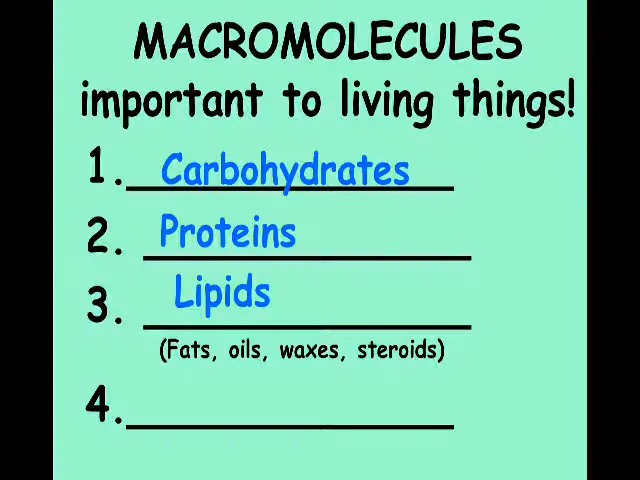 MACROMOLECULES
important to living things!
1. Carbohydrates
2. Proteins
3. Lipids
(Fats, oils, waxes, steroids)
4.